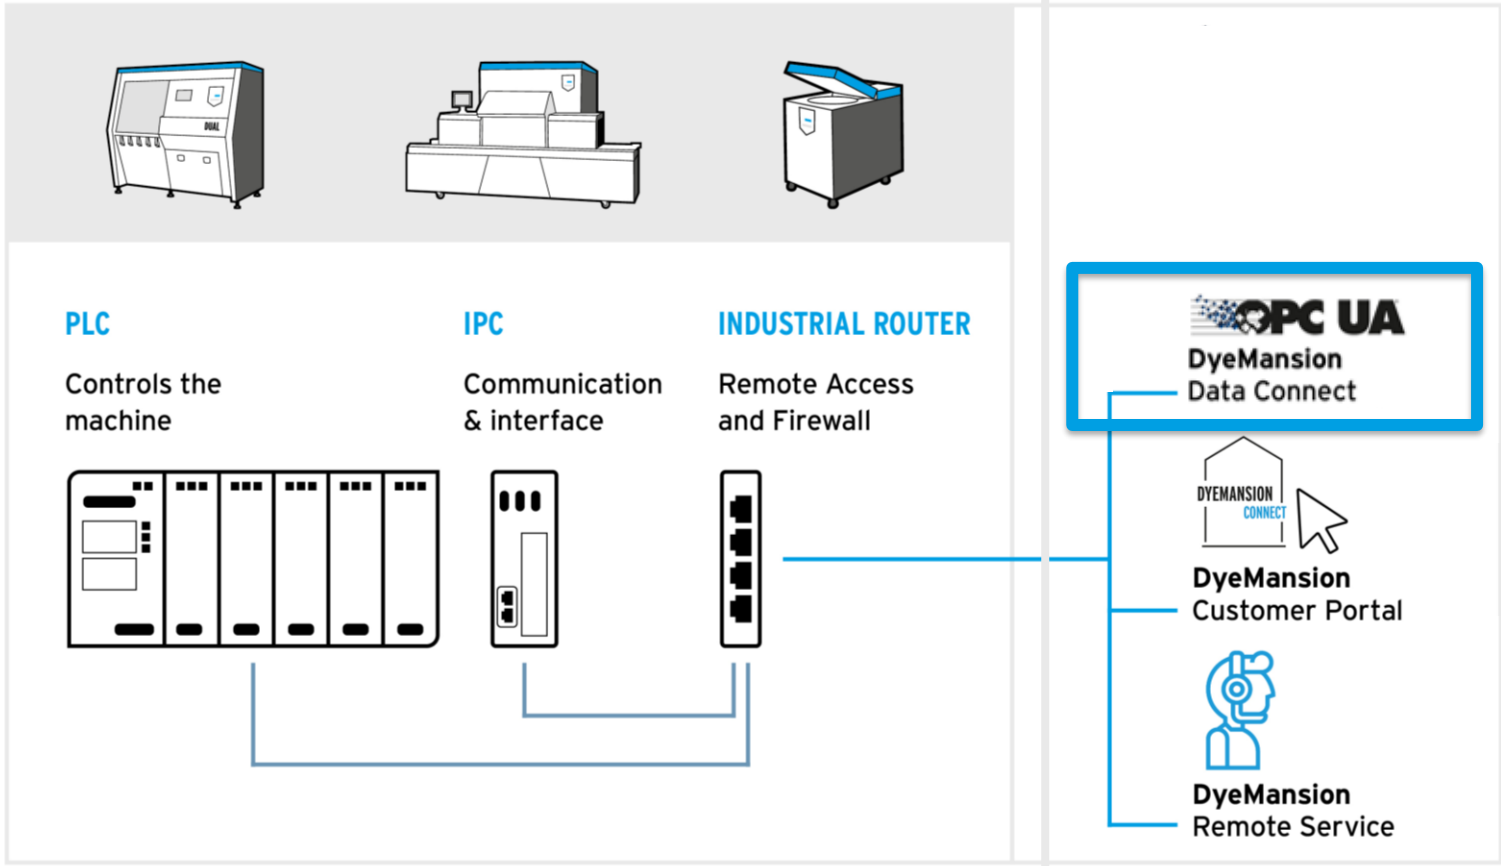 DUAL
PLC
Controls the
machine
IPC
Communication
& interface
INDUSTRIAL ROUTER
Remote Access
and Firewall
OPC UA
DyeMansion
Data Connect
DYEMANSION
CONNECT
DyeMansion
Customer Portal
DyeMansion
Remote Service